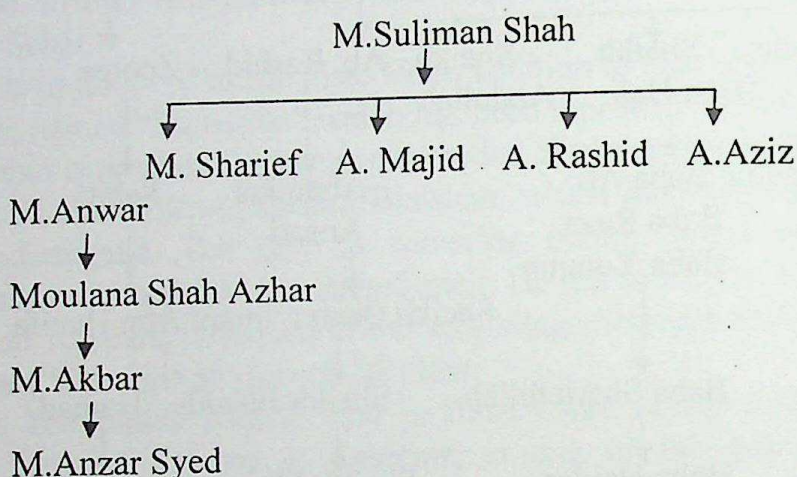 M.Suliman Shah
M. Sharief A. Majid A. Rashid A.Aziz
M.Anwar
Moulana Shah Azhar
M.Akbar
M.Anzar Syed